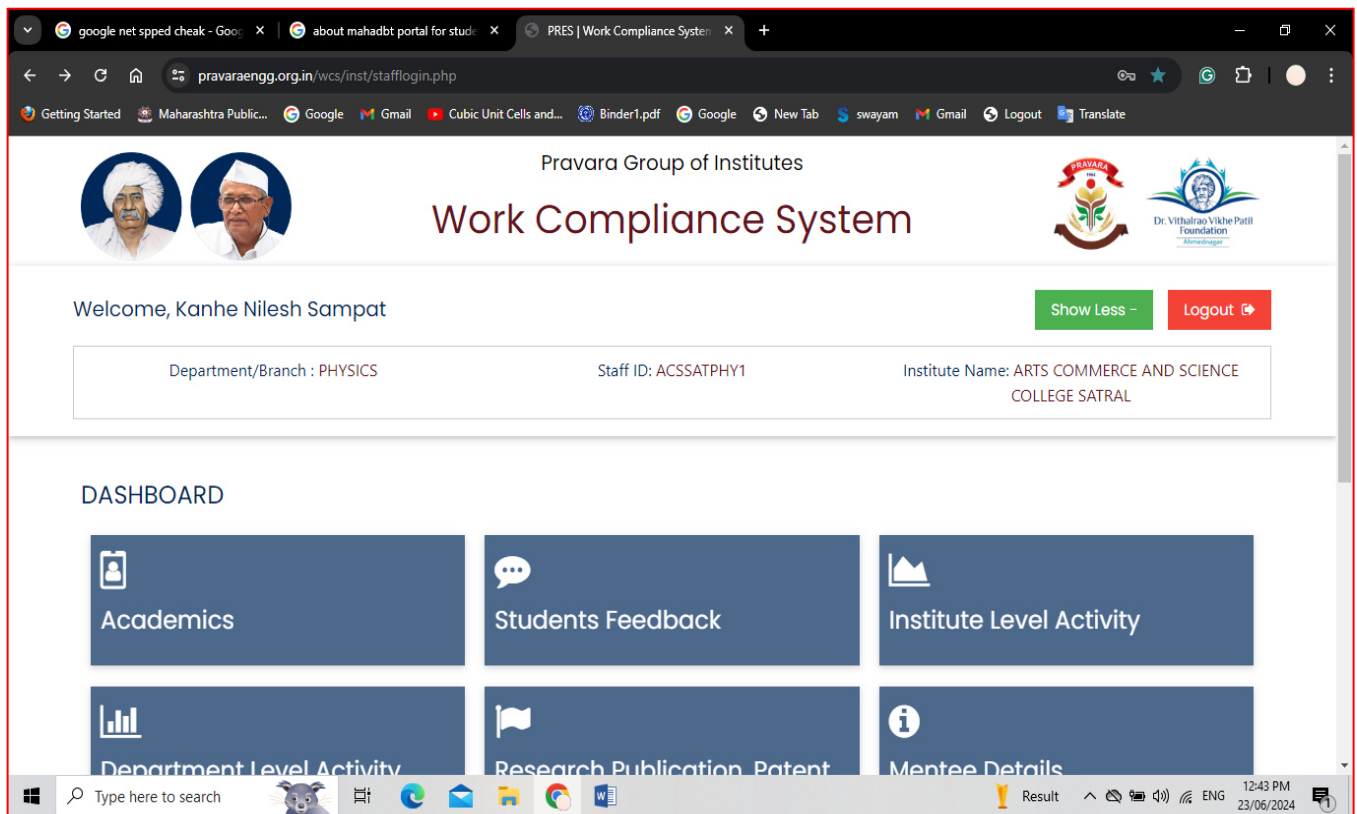 google net spped cheak - Goog
about mahadbt portal for stude
PRES | Work Compliance System
pravaraengg.org.in/wcs/inst/stafflogin.php
Getting Started
Maharashtra Public...
Google
Gmail
Cubic Unit Cells and...
Binder1.pdf
Google
New Tab
swayam
Gmail
Logout
Translate
Pravara Group of Institutes
Work Compliance System
PRAVARA
Dr. Vithalrao Vikhe Patil
Foundation
Ahmednagar
Welcome, Kanhe Nilesh Sampat
Show Less -
Logout
Department/Branch : PHYSICS
Staff ID: ACSSATPHY1
Institute Name: ARTS COMMERCE AND SCIENCE
COLLEGE SATRAL
DASHBOARD
Academics
Students Feedback
Institute Level Activity
Department Level Activity
Research Publication, Patent
Mentee Details
Type here to search
Result
ENG
12:43 PM
23/06/2024
1